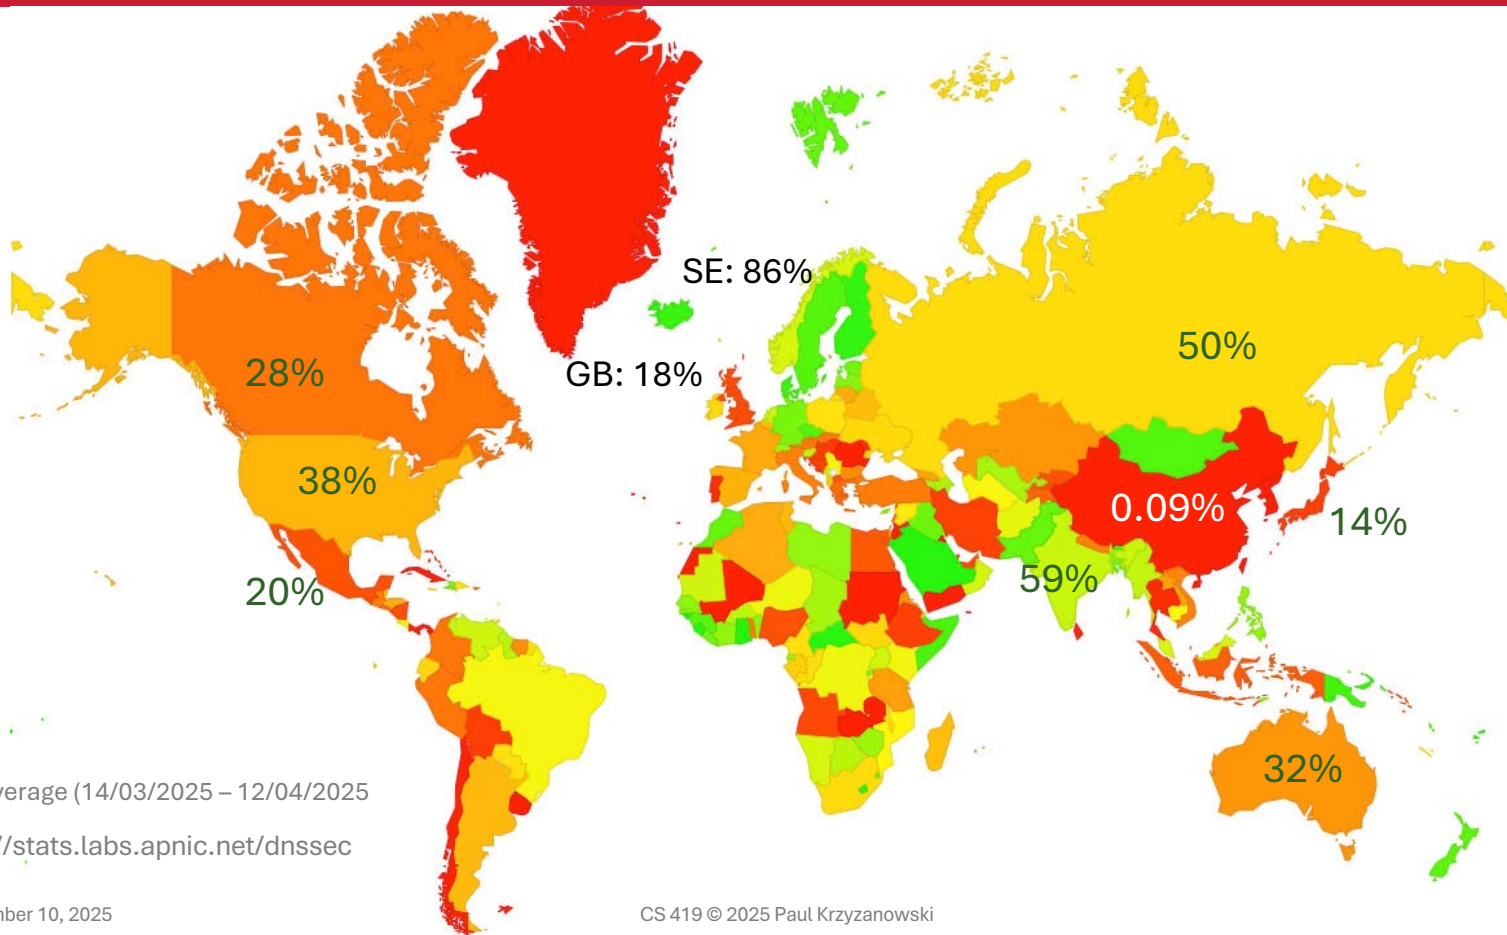 SE: 86%
50%
28%
GB: 18%
38%
0.09%
14%
59%
20%
32%
verage (14/03/2025 – 12/04/2025
//stats.labs.apnic.net/dnssec
ber 10, 2025
CS 419 © 2025 Paul Krzyzanowski